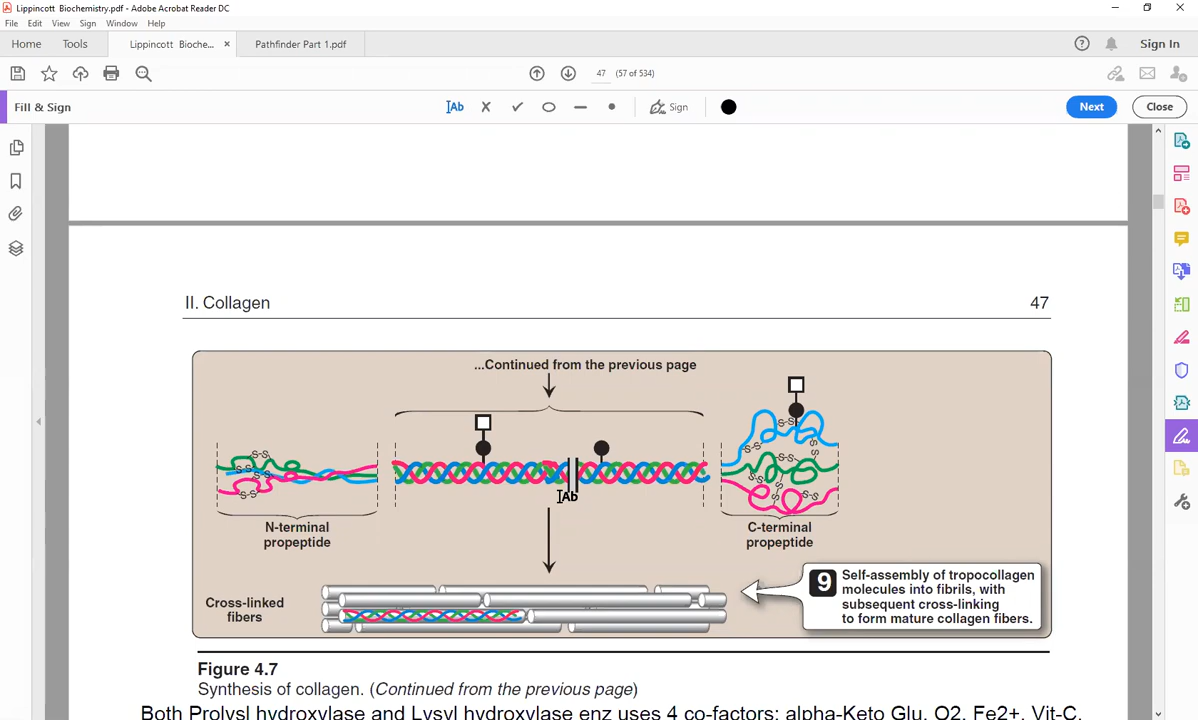 Lippincott Biochemistry.pdf - Adobe Acrobat Reader DC
File Edit View Sign Window Help
Home Tools Lippincott Bioche... × Pathfinder Part 1.pdf Sign In
47 (57 of 534)
Fill & Sign Ab Sign Next Close
II. Collagen 47
...Continued from the previous page
S-S
S-S
S-S
S-S
S-S
S-S
S-S
S-S
S-S
S-S
S-S
Ab
N-terminal
propeptide
C-terminal
propeptide
Cross-linked
fibers
9 Self-assembly of tropocollagen
molecules into fibrils, with
subsequent cross-linking
to form mature collagen fibers.
Figure 4.7
Synthesis of collagen. (Continued from the previous page)
Both Prolysl hydroxylase and Lysyl hydroxylase enz uses 4 co-factors: alpha-Keto Glu, O2, Fe2+, Vit-C.